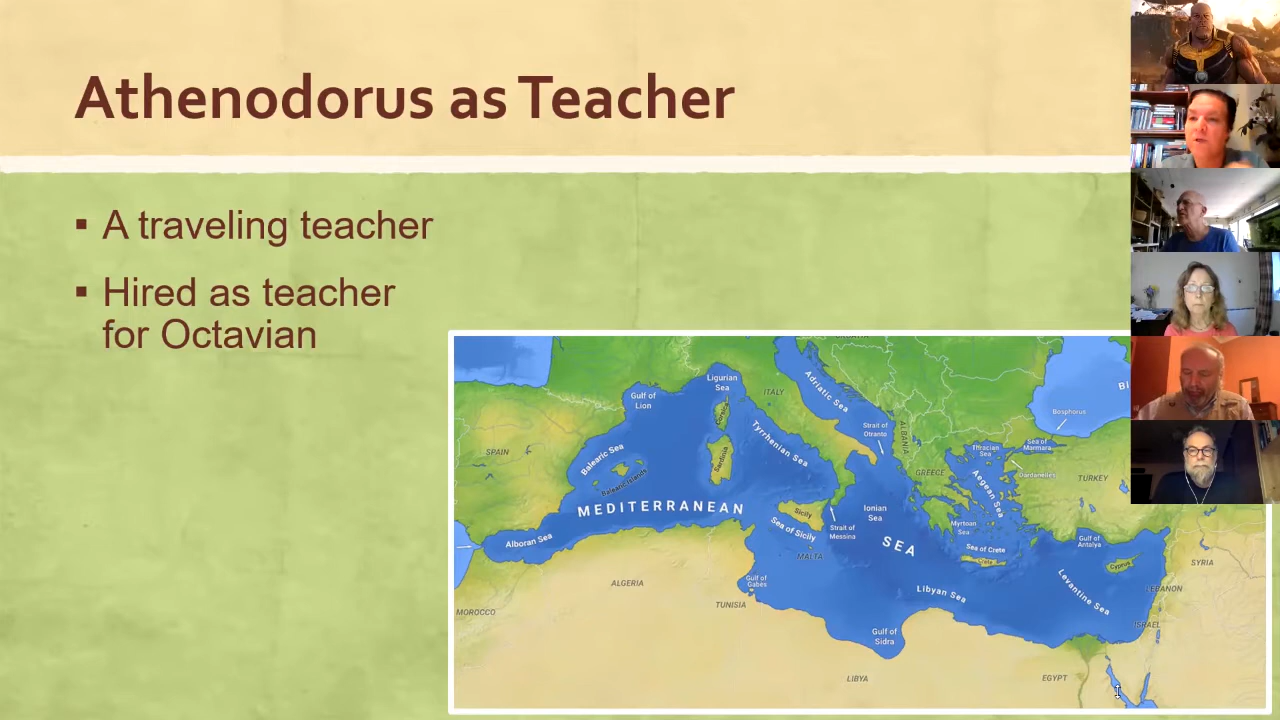 Athenodorus as Teacher
▪ A traveling teacher
▪ Hired as teacher
for Octavian
Ligurian
Sea
Gulf of
Lion
ITALY
Adriatic Sea
Corsica
Bosphorus
Strait of
Otranto
ALBANIA
Tyrrhenian Sea
Sea of
Marmara
Thracian
Sea
SPAIN
Balearic Sea
Sardinia
GREECE
Dardanelles
TURKEY
Balearic Islands
Aegean Sea
MEDITERRANEAN
SEA
Sicily
Ionian
Sea
Sea of Sicily
Strait of
Messina
Myrtoan
Sea
Alboran Sea
Gulf of
Antalya
Sea of Crete
Crete
MALTA
Cyprus
SYRIA
Gulf of
Gabes
ALGERIA
Libyan Sea
Levantine Sea
LEBANON
TUNISIA
MOROCCO
ISRAEL
Gulf of
Sidra
LIBYA
EGYPT